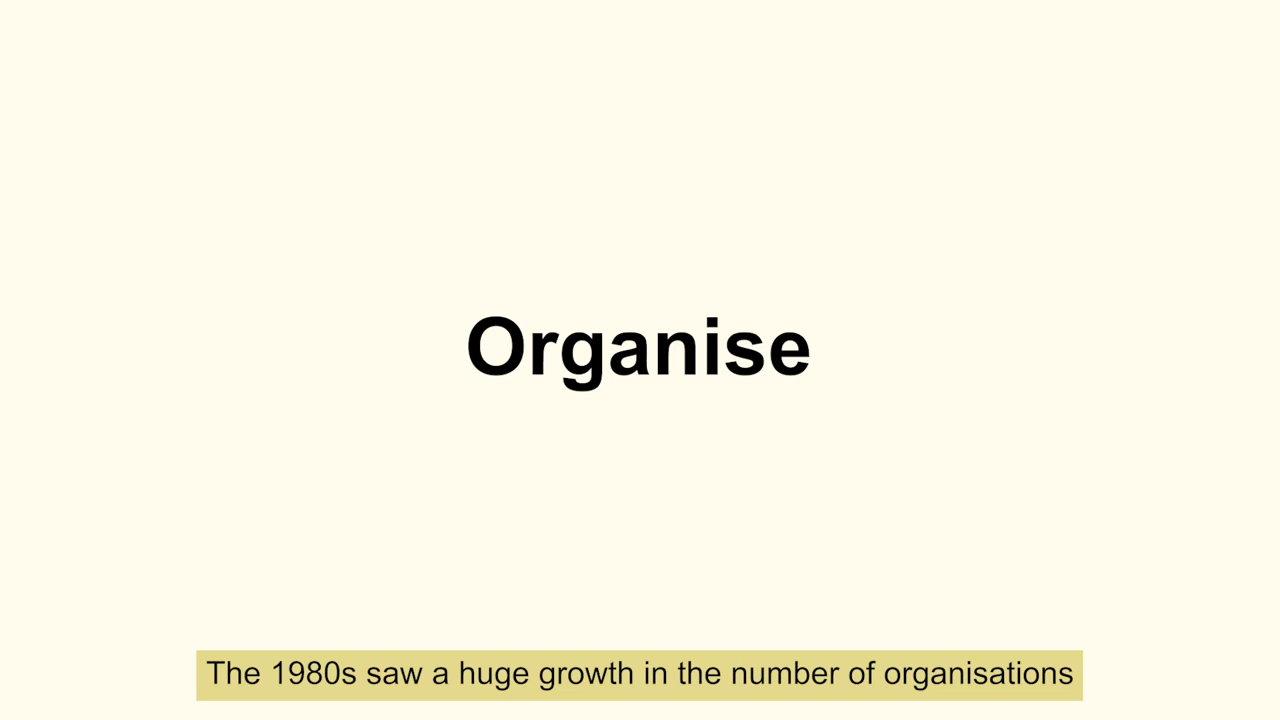 Organise
The 1980s saw a huge growth in the number of organisations